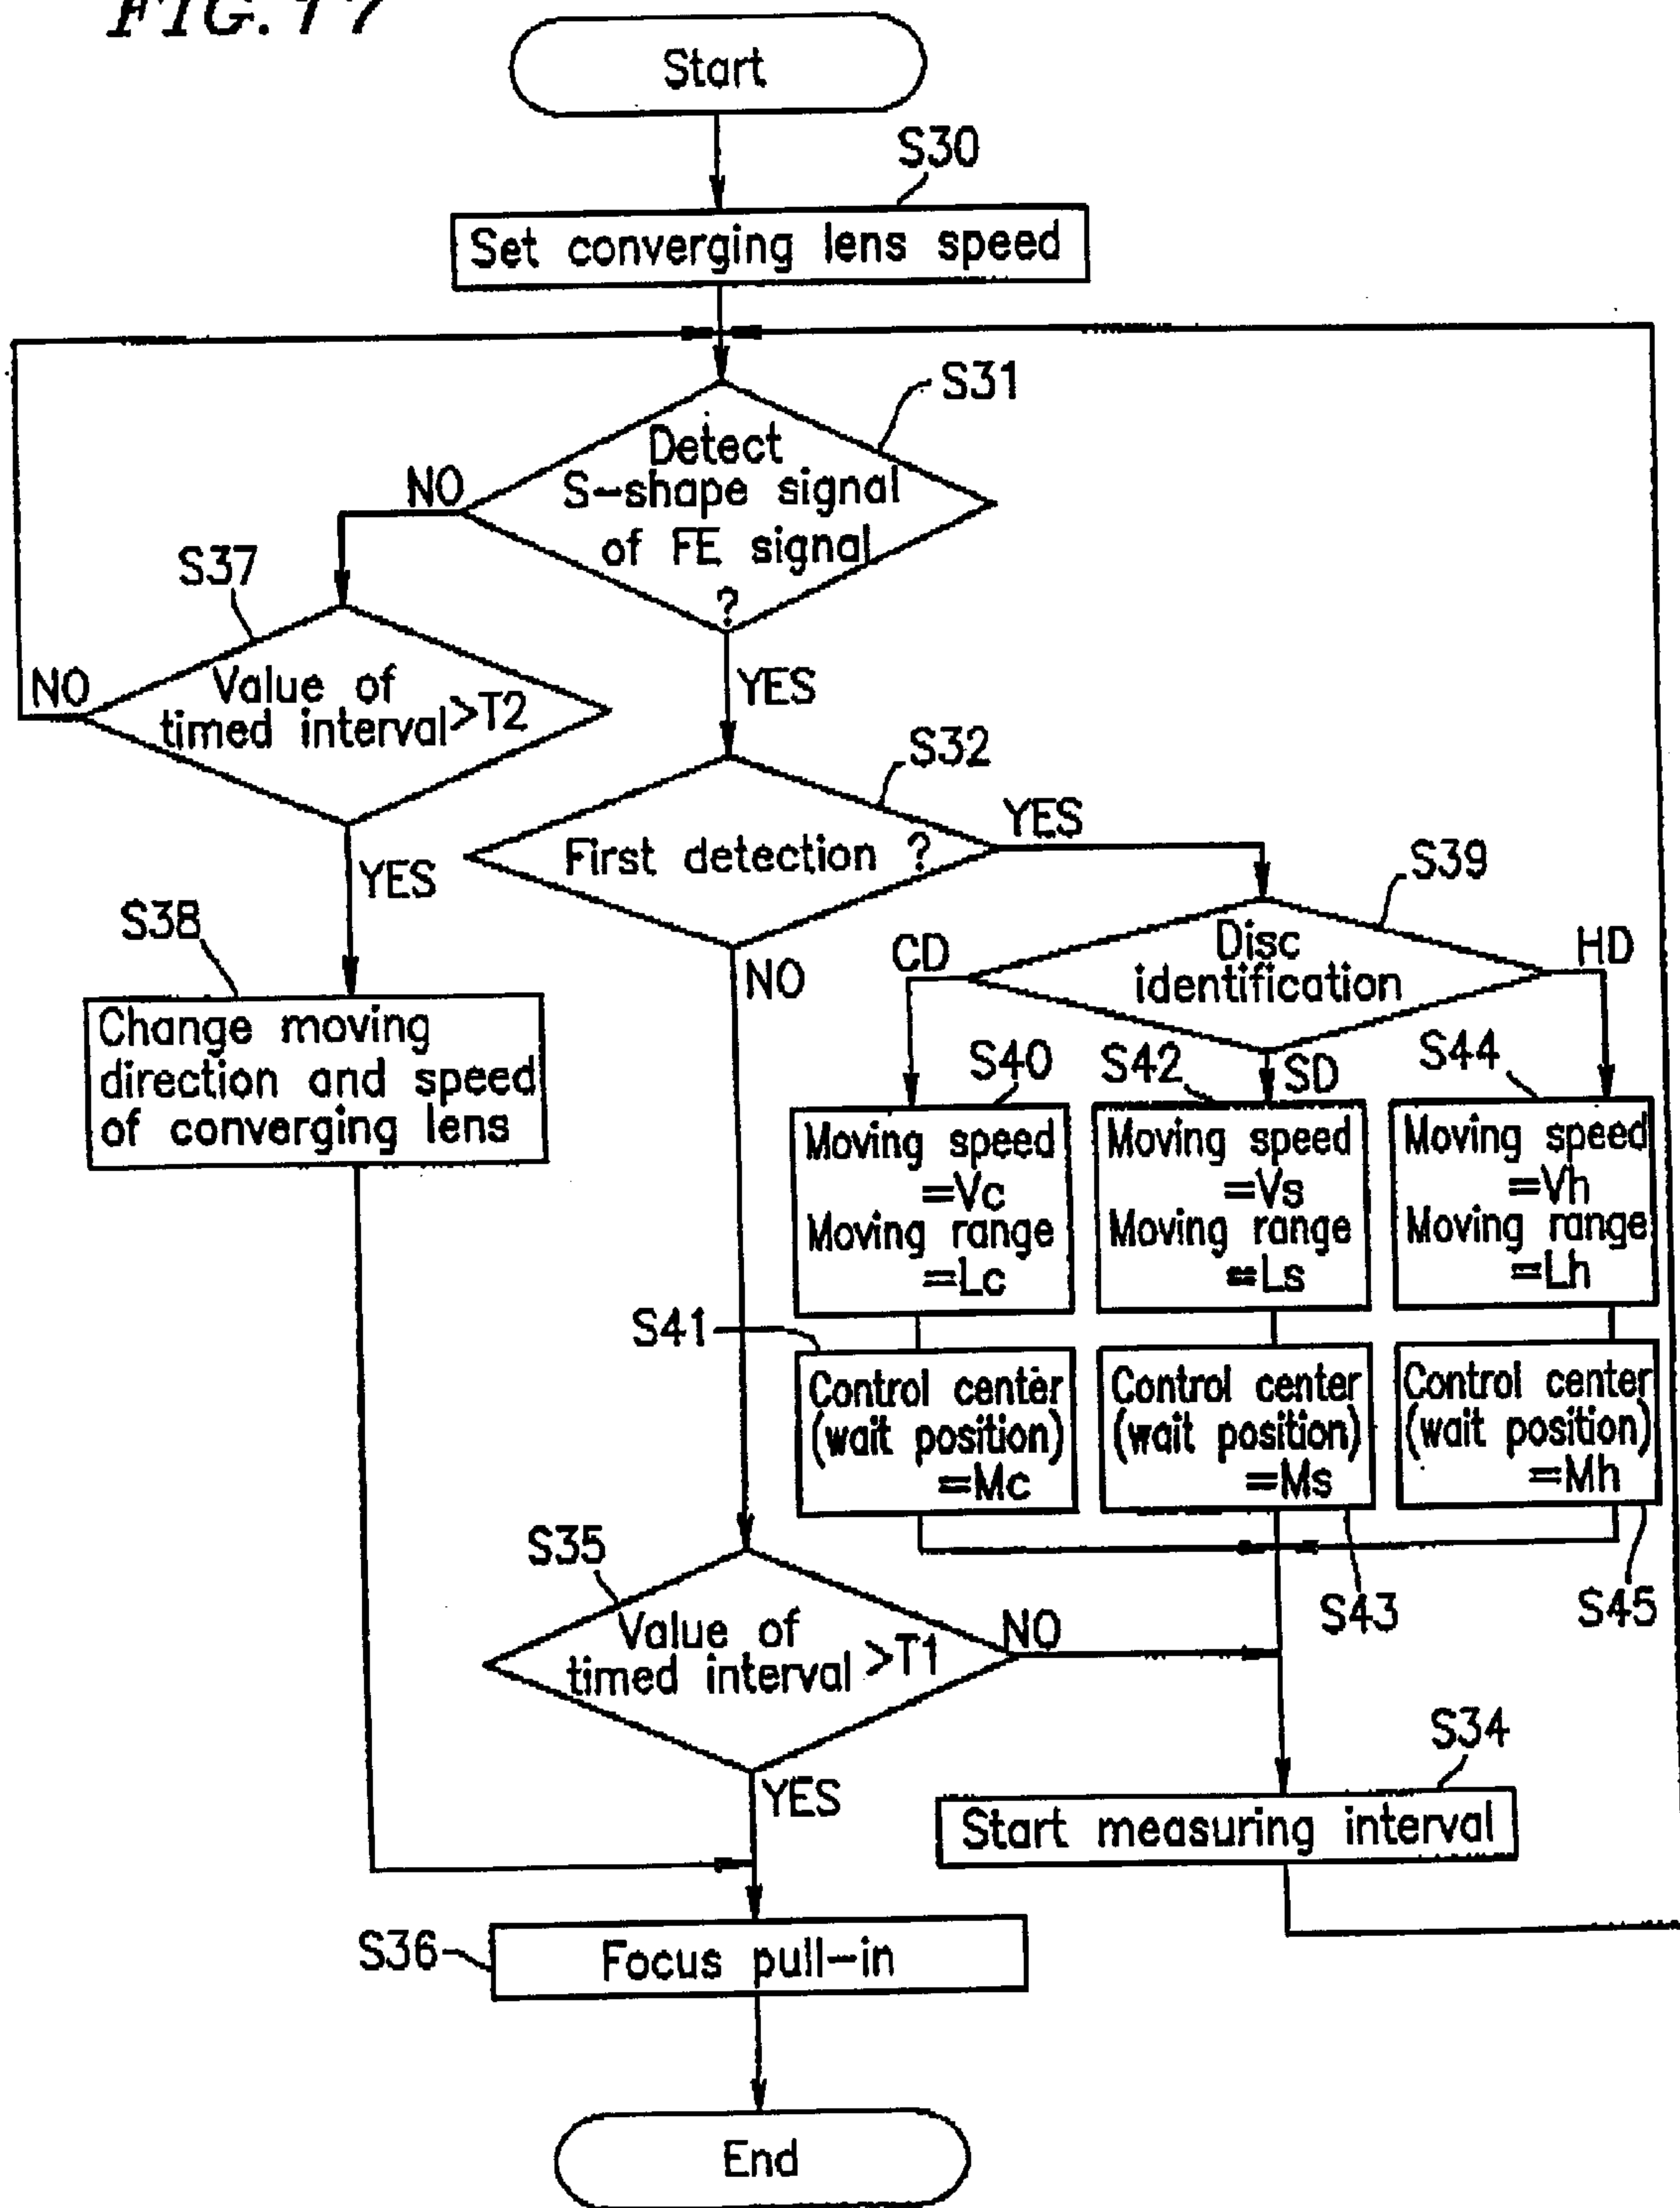 FIG. 17
Start
S30
Set converging lens speed
S31
Detect
S-shape signal
of FE signal
?
NO
YES
S37
Value of
timed interval >T2
NO
YES
S32
First detection ?
YES
NO
S38
Change moving
direction and speed
of converging lens
S39
Disc
identification
CD
SD
HD
S40
Moving speed
=Vc
Moving range
=Lc
S42
Moving speed
=Vs
Moving range
=Ls
S44
Moving speed
=Vh
Moving range
=Lh
S41
Control center
(wait position)
=Mc
Control center
(wait position)
=Ms
Control center
(wait position)
=Mh
S43
S45
S35
Value of
timed interval >T1
NO
YES
S34
Start measuring interval
S36
Focus pull-in
End